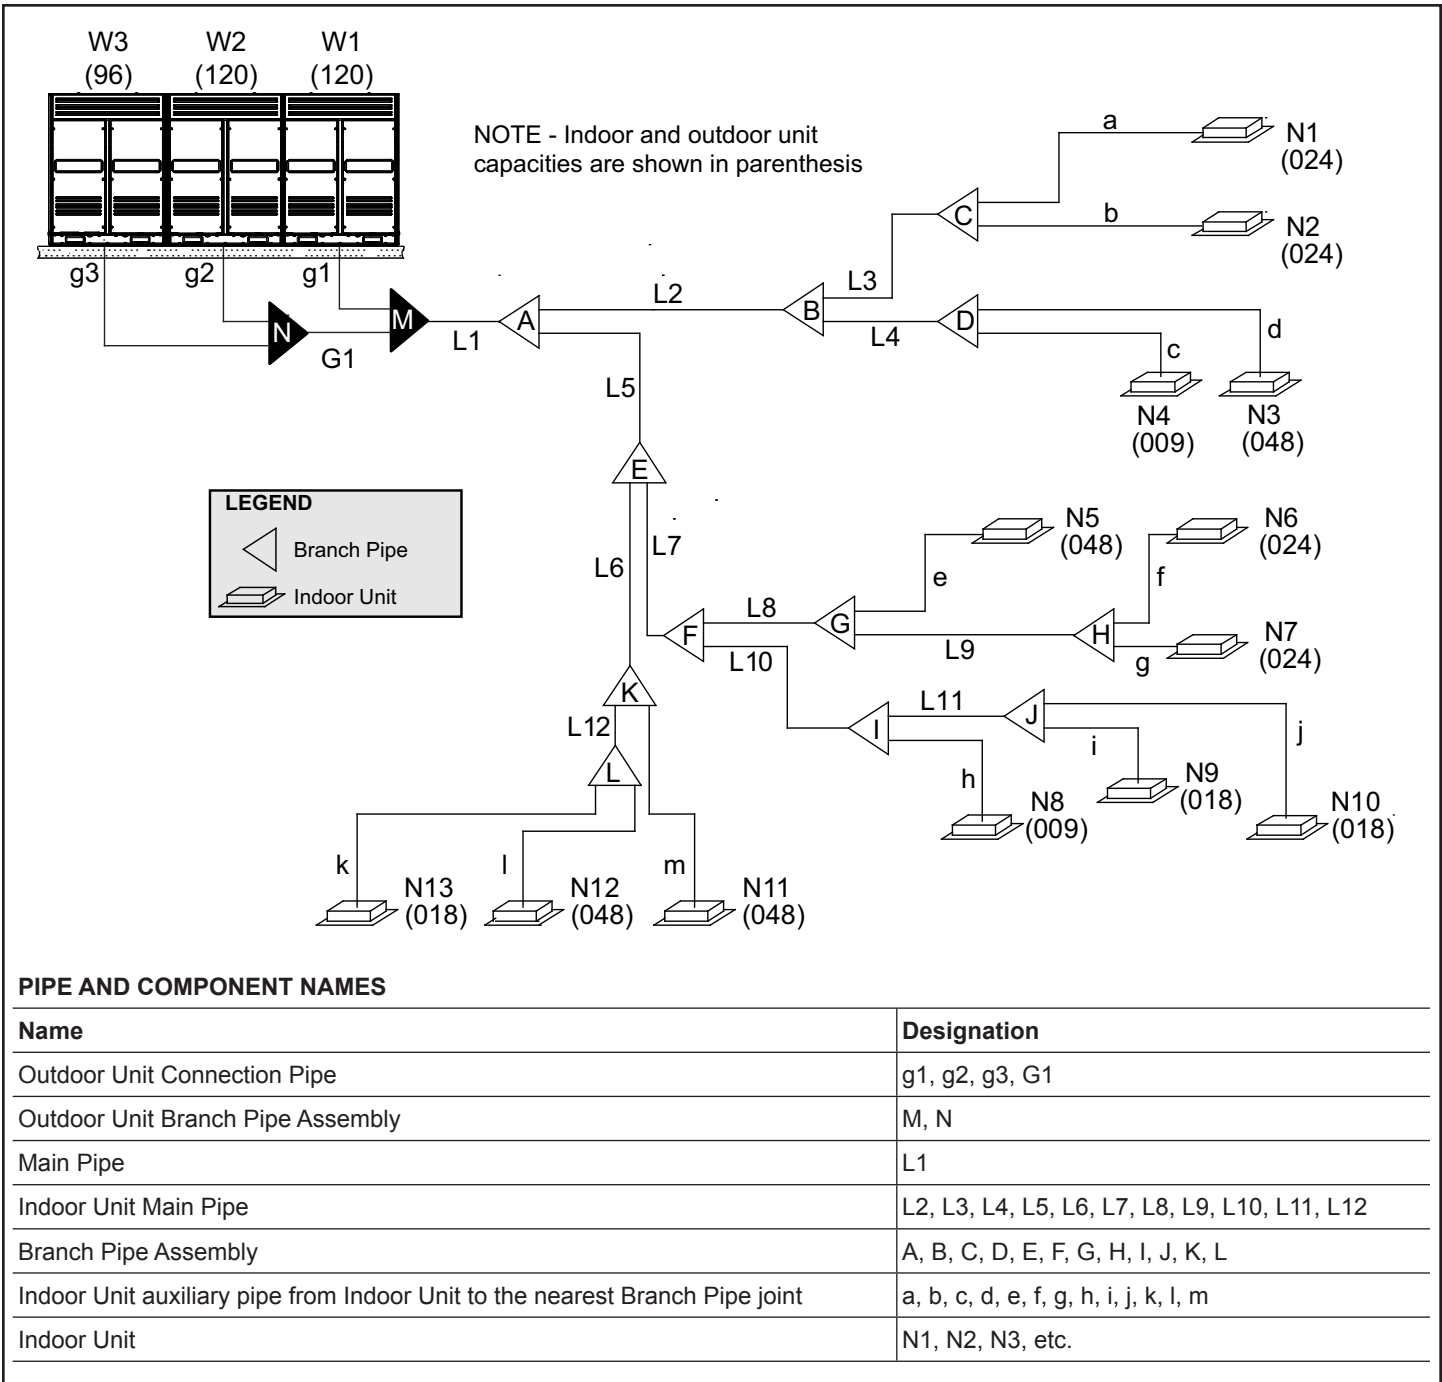 W3
(96)
W2
(120)
W1
(120)
NOTE - Indoor and outdoor unit
capacities are shown in parenthesis
a
N1
(024)
C
b
N2
(024)
g3
g2
g1
L3
L2
N
M
A
B
D
L1
G1
L4
d
c
L5
N4
(009)
N3
(048)
E
LEGEND
Branch Pipe
Indoor Unit
L7
L6
N5
(048)
N6
(024)
e
f
L8
G
F
H
L9
L10
g
N7
(024)
K
L11
J
L12
I
i
j
L
h
N9
(018)
N8
(009)
N10
(018)
k
l
m
N13
(018)
N12
(048)
N11
(048)
PIPE AND COMPONENT NAMES
Name Designation
Outdoor Unit Connection Pipe g1, g2, g3, G1
Outdoor Unit Branch Pipe Assembly M, N
Main Pipe L1
Indoor Unit Main Pipe L2, L3, L4, L5, L6, L7, L8, L9, L10, L11, L12
Branch Pipe Assembly A, B, C, D, E, F, G, H, I, J, K, L
Indoor Unit auxiliary pipe from Indoor Unit to the nearest Branch Pipe joint a, b, c, d, e, f, g, h, i, j, k, l, m
Indoor Unit N1, N2, N3, etc.